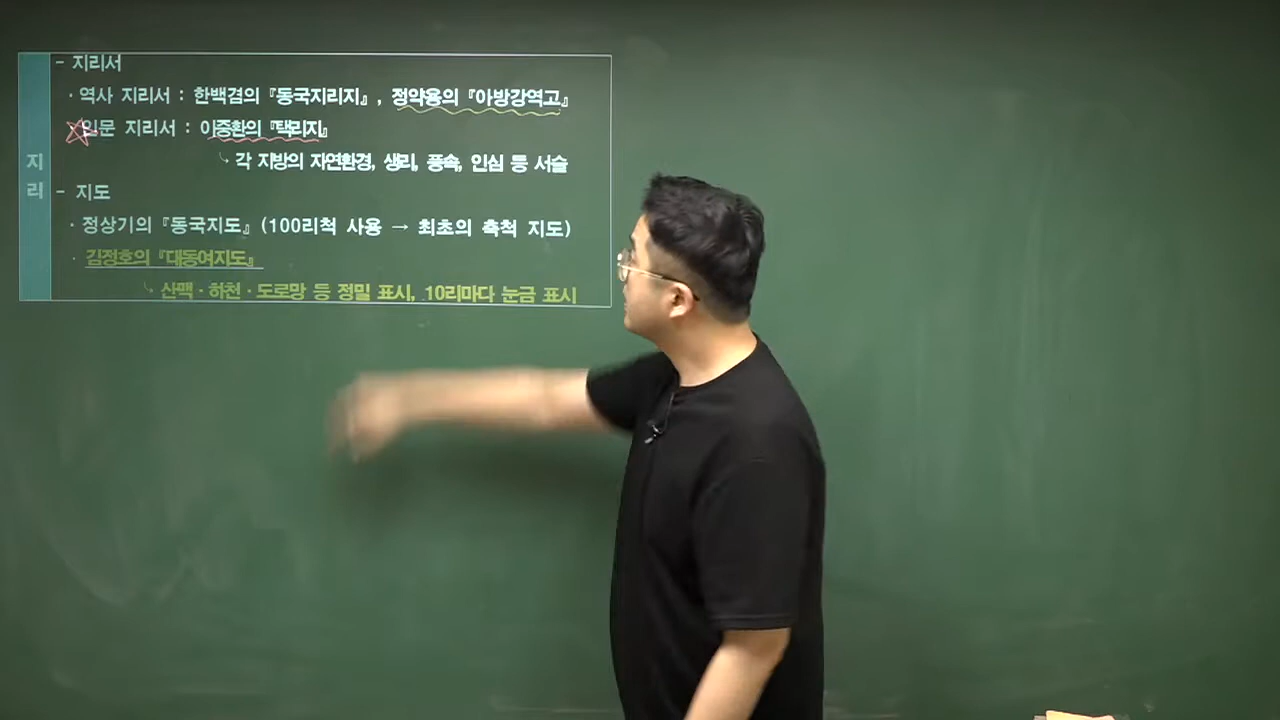 - 지리서
· 역사 지리서 : 한백겸의 『동국지리지』, 정약용의 『아방강역고』
인문 지리서 : 이중환의 『택리지』
각 지방의 자연환경, 생리, 풍속, 인심 등 서술
지리
- 지도
· 정상기의 『동국지도』 (100리척 사용 → 최초의 축척 지도)
· 김정호의 『대동여지도』
산맥 · 하천 · 도로망 등 정밀 표시, 10리마다 눈금 표시